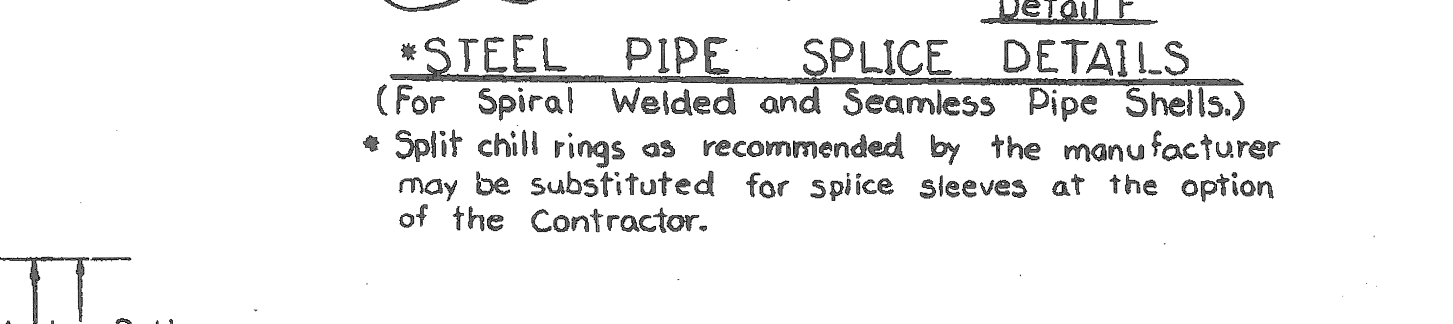 Detail F
*STEEL PIPE SPLICE DETAILS
(For Spiral Welded and Seamless Pipe Shells.)
* Split chill rings as recommended by the manufacturer
may be substituted for splice sleeves at the option
of the Contractor.